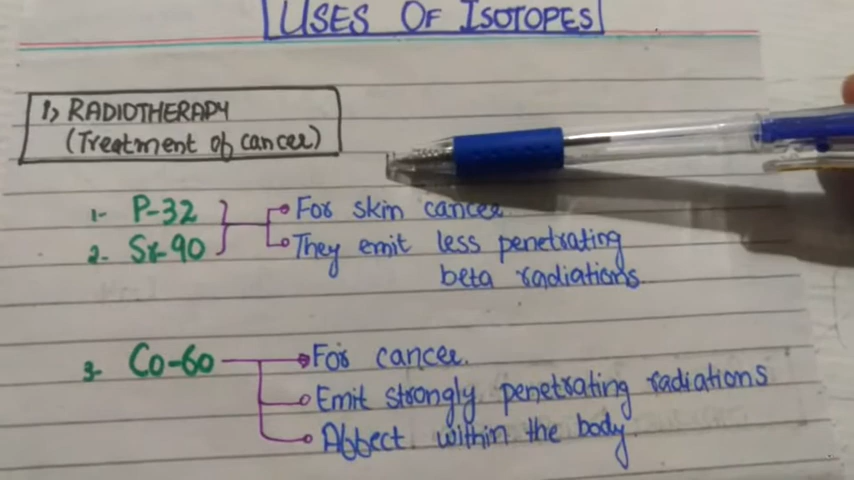 USES OF ISOTOPES
1) RADIOTHERAPY
(Treatment of cancer)
1- P-32
For skin cancer
2- Sr-90
They emit less penetrating
beta radiations.
3- Co-60
For cancer.
Emit strongly penetrating radiations
Affect within the body.